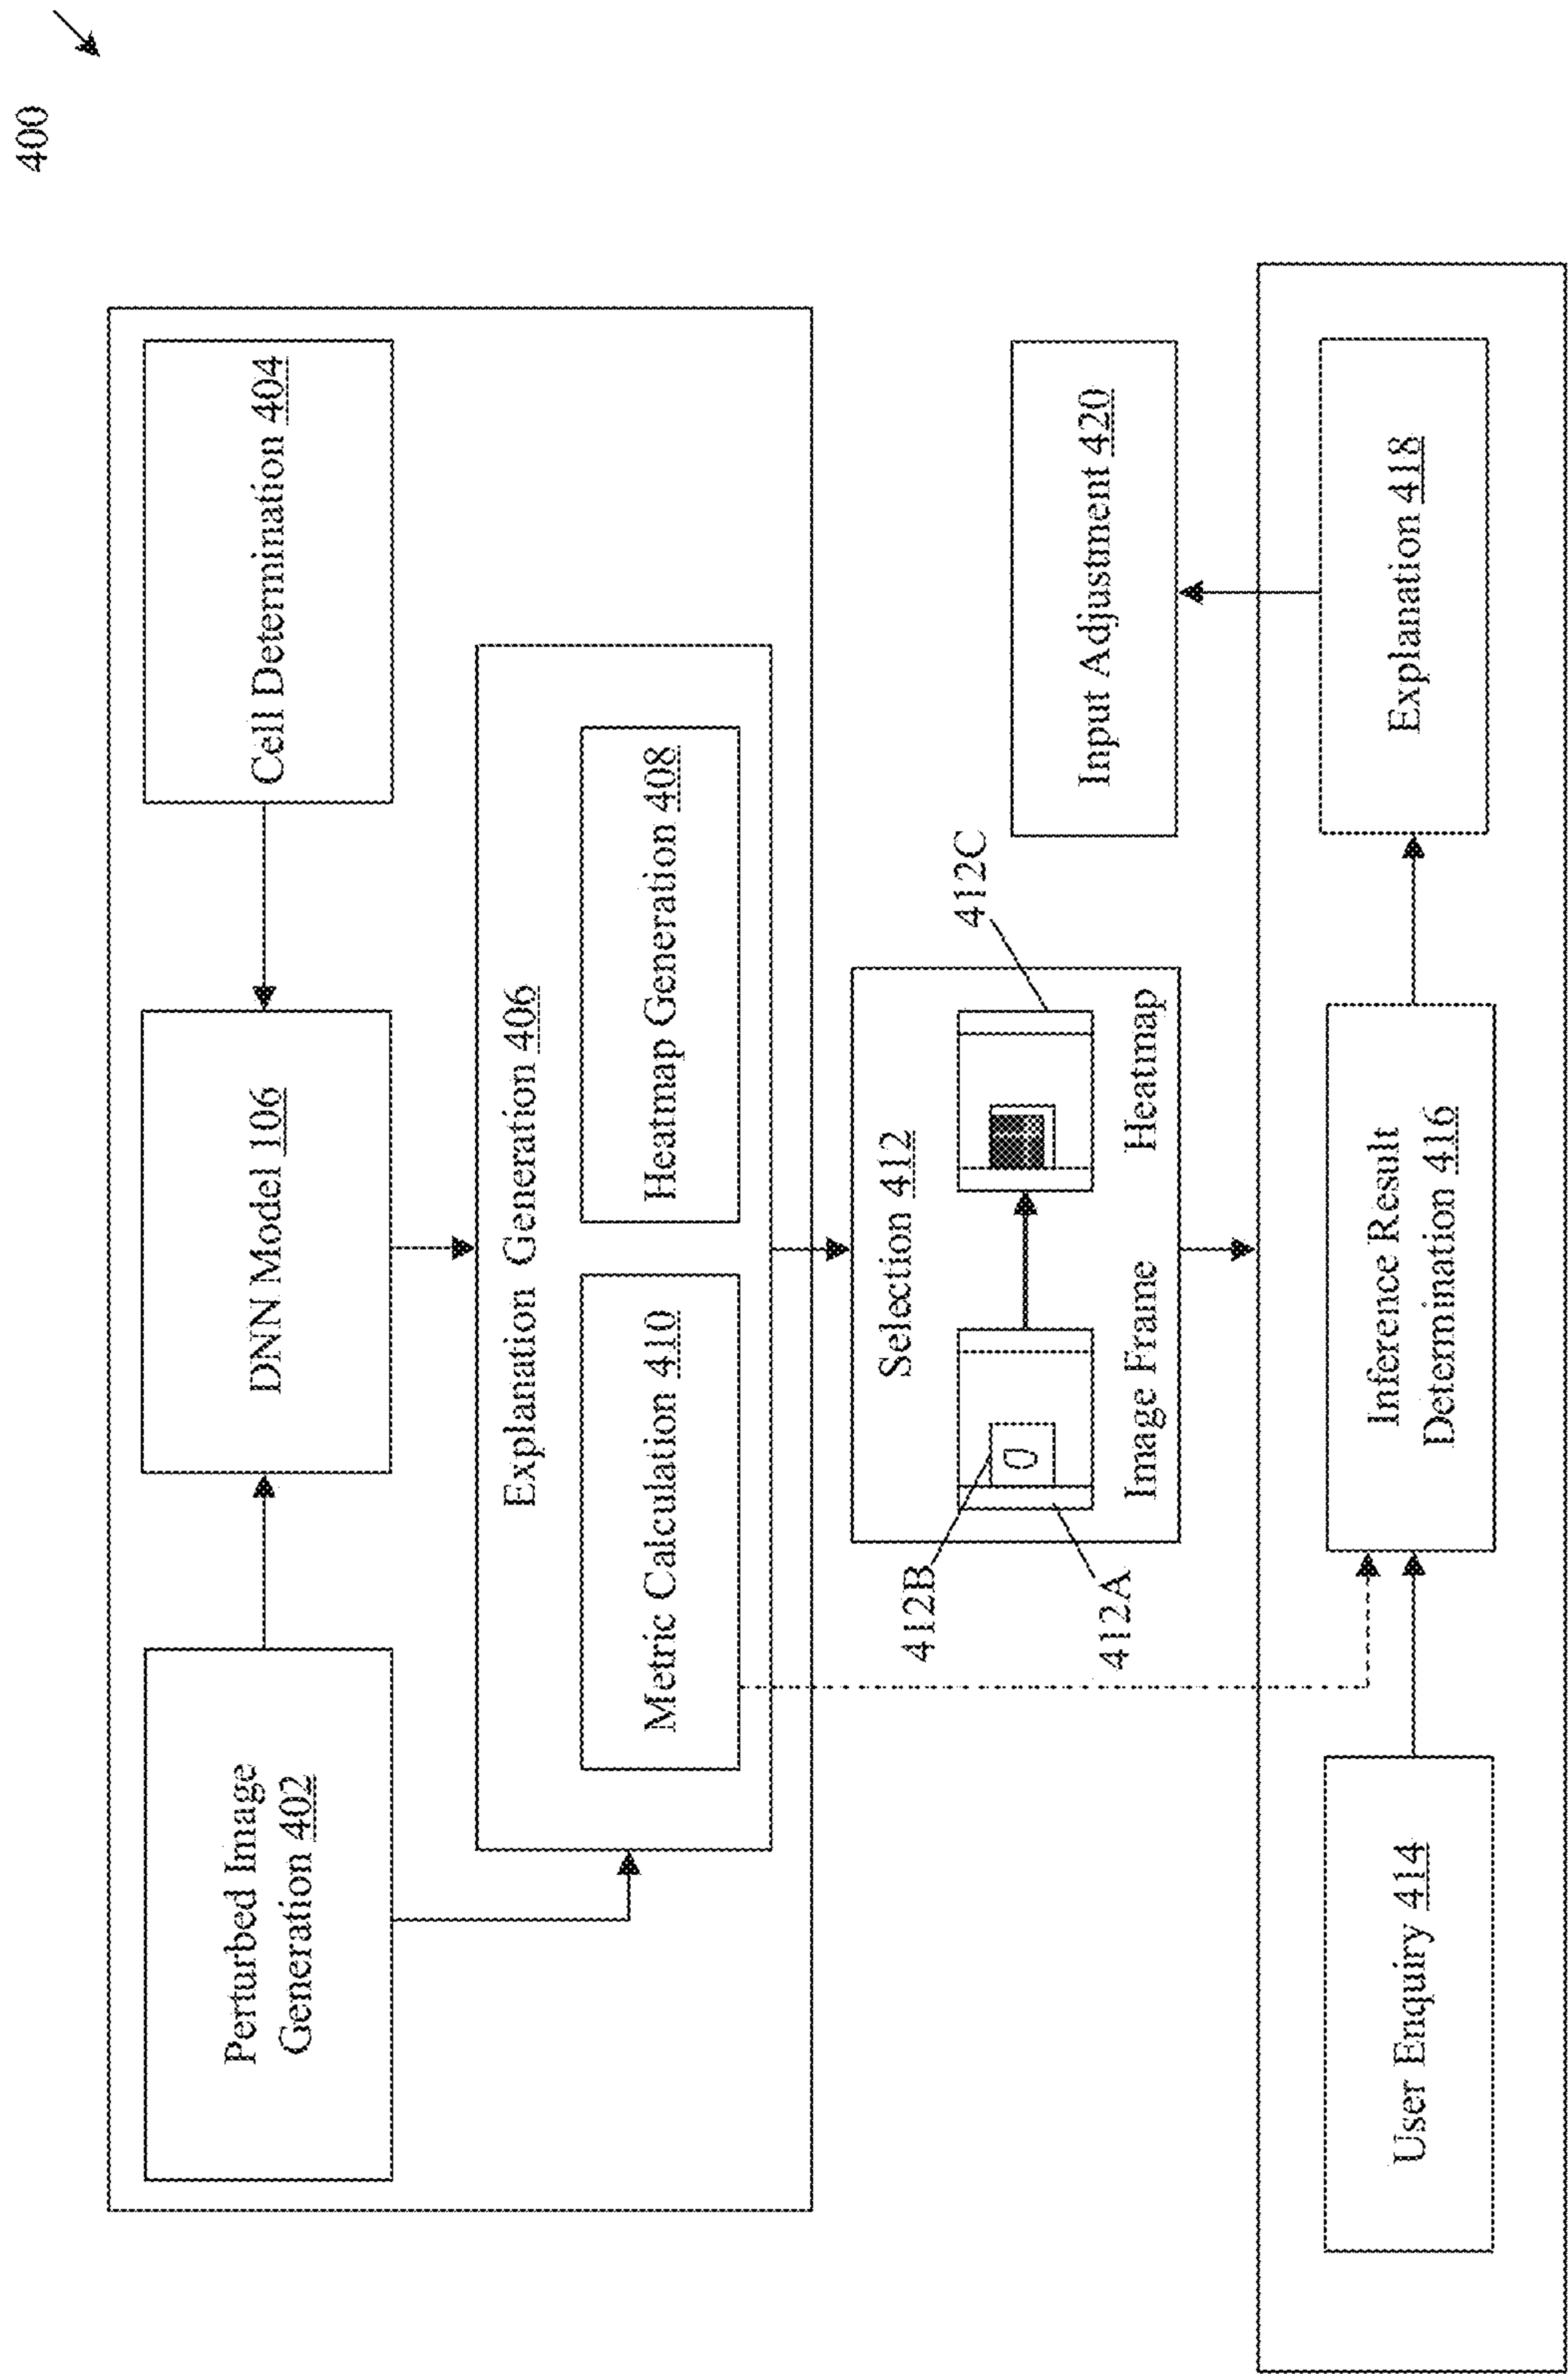 400
Perturbed Image
Generation 402
DNN Model 106
Cell Determination 404
Explanation Generation 406
Metric Calculation 410
Heatmap Generation 408
Selection 412
412B
412A
412C
Image Frame
Heatmap
Input Adjustment 420
User Enquiry 414
Inference Result
Determination 416
Explanation 418